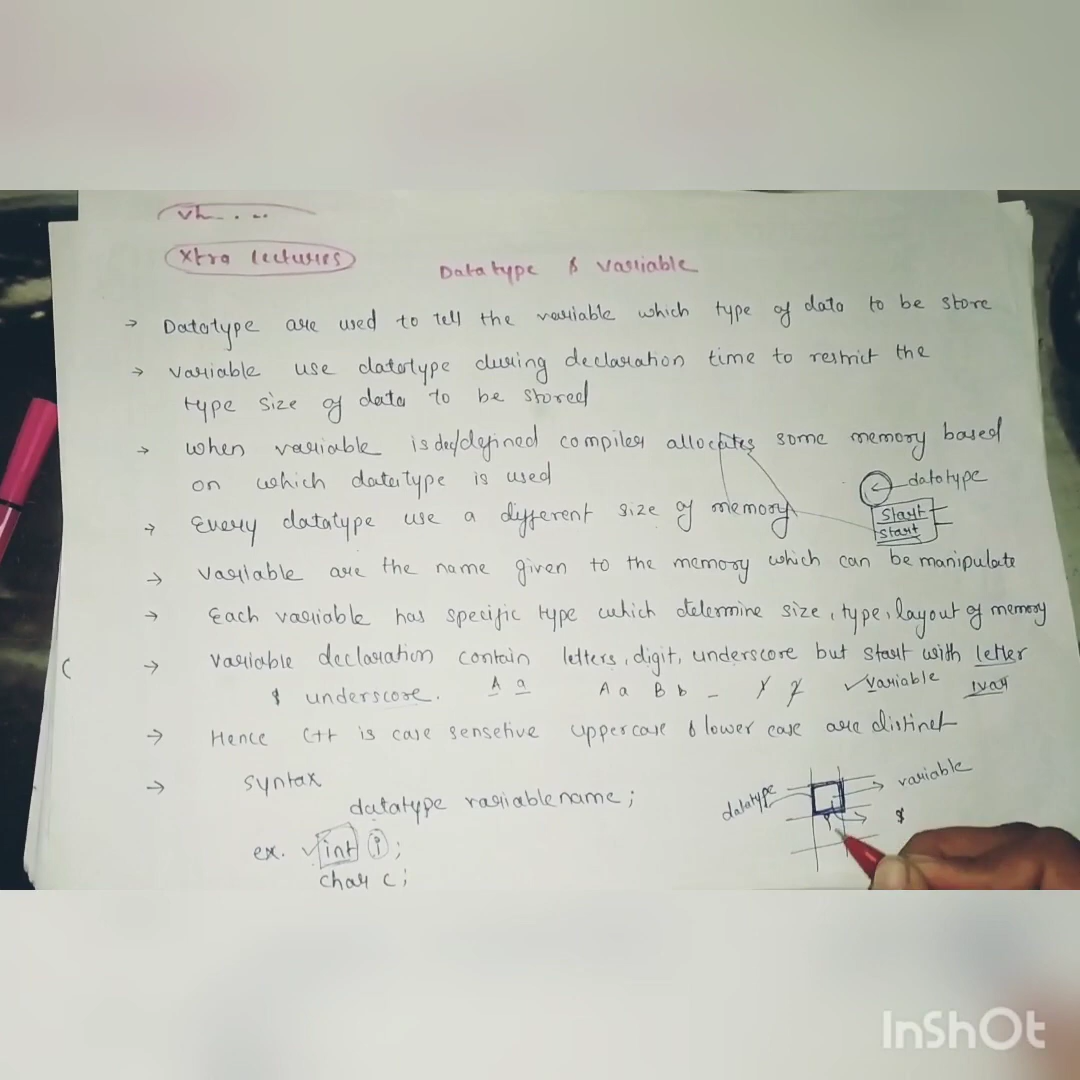 vh....
Xtra lectures
Datatype & variable
→ Datatype are used to tell the variable which type of data to be store
→ variable use datatype during declaration time to restrict the
type size of data to be stored
→ when variable is dec/defined compiler allocates some memory based
on which datatype is used
datatype
→ Every datatype use a different size of memory
start
start
→ variable are the name given to the memory which can be manipulate
→ Each variable has specific type which determine size, type, layout of memory
→ variable declaration contain letters, digit, underscore but start with letter
& underscore. A a A a B b _ ✓variable 1var
→ Hence C++ is case sensetive uppercase & lower case are distinct
→ syntax
datatype variablename;
datatype variable
ex. ✓int i;
char c;